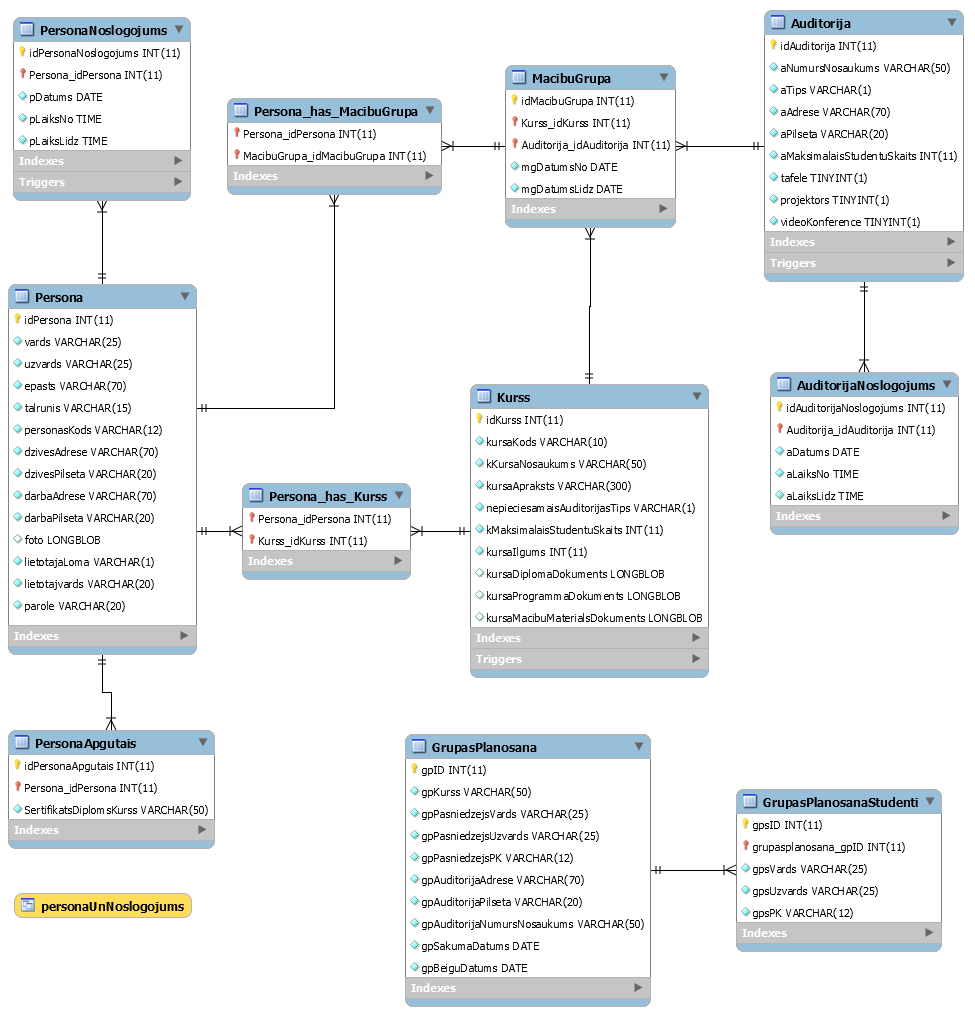 PersonaNoslogojums
idPersonaNoslogojums INT(11)
Persona_idPersona INT(11)
pDatums DATE
pLaiksNo TIME
pLaiksLidz TIME
Indexes
Triggers
Persona_has_MacibuGrupa
Persona_idPersona INT(11)
MacibuGrupa_idMacibuGrupa INT(11)
Indexes
MacibuGrupa
idMacibuGrupa INT(11)
Kurss_idKurss INT(11)
Auditorija_idAuditorija INT(11)
mgDatumsNo DATE
mgDatumsLidz DATE
Indexes
Auditorija
idAuditorija INT(11)
aNumursNosaukums VARCHAR(50)
aTips VARCHAR(1)
aAdrese VARCHAR(70)
aPilseta VARCHAR(20)
aMaksimalaisStudentuSkaits INT(11)
tafele TINYINT(1)
projektors TINYINT(1)
videoKonference TINYINT(1)
Indexes
Triggers
Persona
idPersona INT(11)
vards VARCHAR(25)
uzvards VARCHAR(25)
epasts VARCHAR(70)
talrunis VARCHAR(15)
personasKods VARCHAR(12)
dzivesAdrese VARCHAR(70)
dzivesPilseta VARCHAR(20)
darbaAdrese VARCHAR(70)
darbaPilseta VARCHAR(20)
foto LONGBLOB
lietotajaLoma VARCHAR(1)
lietotajvards VARCHAR(20)
parole VARCHAR(20)
Indexes
Persona_has_Kurss
Persona_idPersona INT(11)
Kurss_idKurss INT(11)
Indexes
Kurss
idKurss INT(11)
kursaKods VARCHAR(10)
kKursaNosaukums VARCHAR(50)
kursaApraksts VARCHAR(300)
nepieciesamaisAuditorijasTips VARCHAR(1)
kMaksimalaisStudentuSkaits INT(11)
kursaIlgums INT(11)
kursaDiplomaDokuments LONGBLOB
kursaProgrammaDokuments LONGBLOB
kursaMacibuMaterialsDokuments LONGBLOB
Indexes
Triggers
AuditorijaNoslogojums
idAuditorijaNoslogojums INT(11)
Auditorija_idAuditorija INT(11)
aDatums DATE
aLaiksNo TIME
aLaiksLidz TIME
Indexes
PersonaApgutais
idPersonaApgutais INT(11)
Persona_idPersona INT(11)
SertifikatsDiplomsKurss VARCHAR(50)
Indexes
personaUnNoslogojums
GrupasPlanosana
gpID INT(11)
gpKurss VARCHAR(50)
gpPasniedzejsVards VARCHAR(25)
gpPasniedzejsUzvards VARCHAR(25)
gpPasniedzejsPK VARCHAR(12)
gpAuditorijaAdrese VARCHAR(70)
gpAuditorijaPilseta VARCHAR(20)
gpAuditorijaNumursNosaukums VARCHAR(50)
gpSakumaDatums DATE
gpBeiguDatums DATE
Indexes
GrupasPlanosanaStudenti
gpsID INT(11)
grupasplanosana_gpID INT(11)
gpsVards VARCHAR(25)
gpsUzvards VARCHAR(25)
gpsPK VARCHAR(12)
Indexes